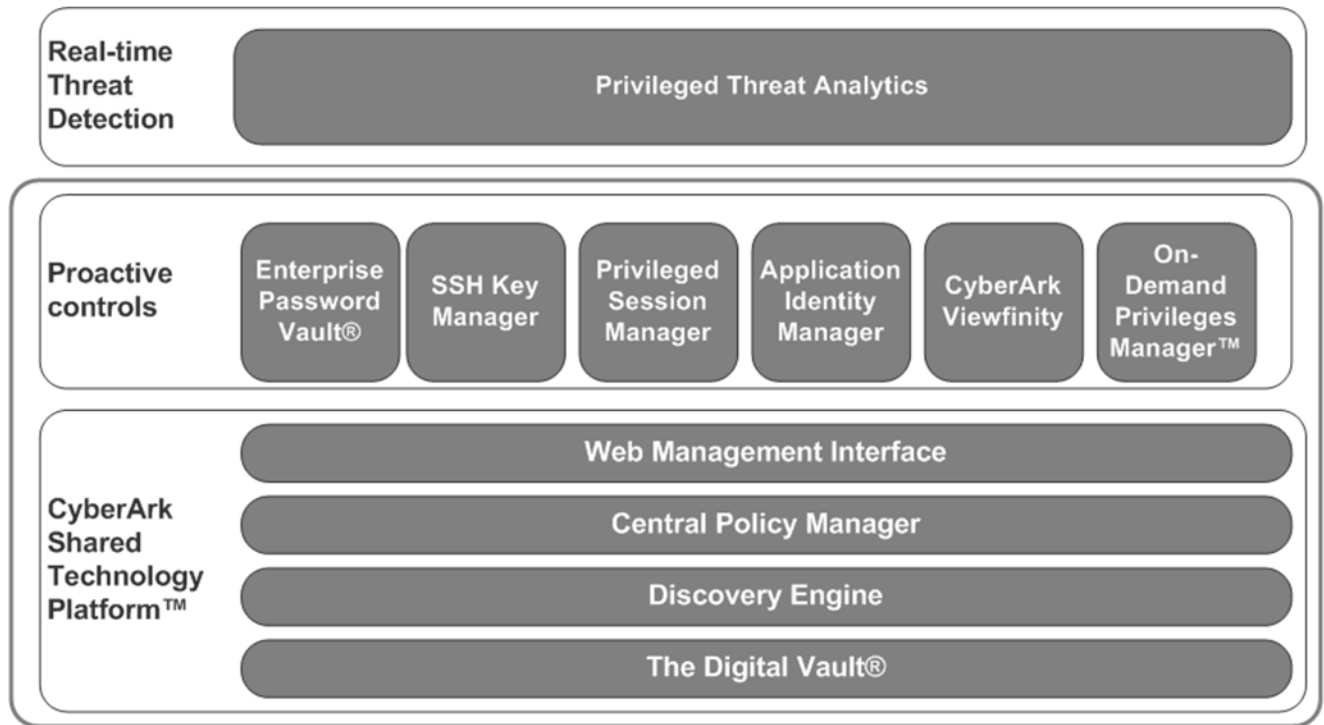 Real-time
Threat
Detection
Privileged Threat Analytics
Proactive
controls
Enterprise
Password
Vault®
SSH Key
Manager
Privileged
Session
Manager
Application
Identity
Manager
CyberArk
Viewfinity
On-
Demand
Privileges
Manager™
CyberArk
Shared
Technology
Platform™
Web Management Interface
Central Policy Manager
Discovery Engine
The Digital Vault®